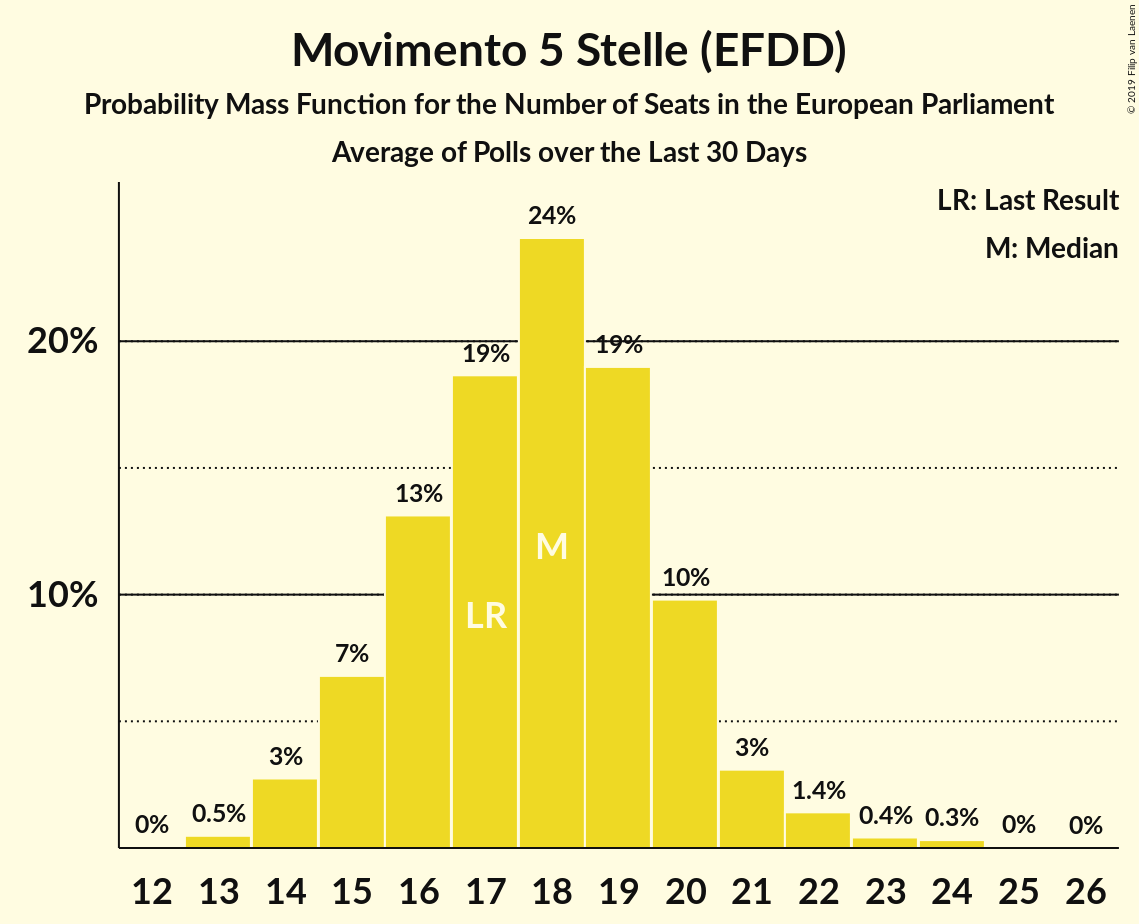 Movimento 5 Stelle (EFDD)
Probability Mass Function for the Number of Seats in the European Parliament
Average of Polls over the Last 30 Days
© 2019 Filip van Laenen
LR: Last Result
M: Median
24%
20%
19%
19%
13%
M
10%
10%
LR
7%
3%
3%
1.4%
0%
0.5%
0.4%
0.3%
0%
0%
12 13 14 15 16 17 18 19 20 21 22 23 24 25 26